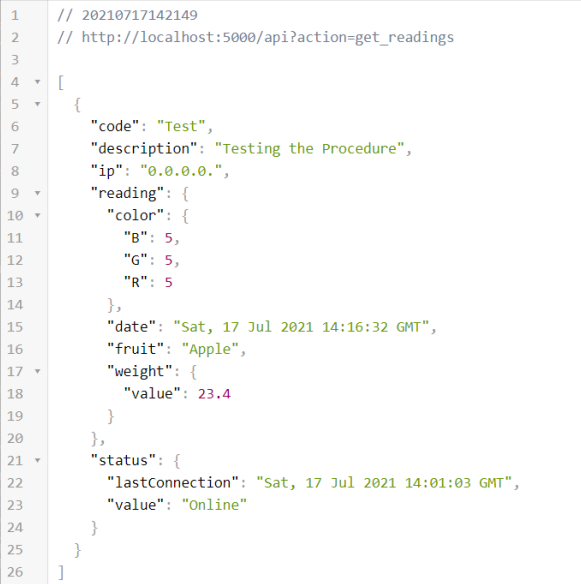 1 // 20210717142149
2 // http://localhost:5000/api?action=get_readings
3
4 [
5   {
6     "code": "Test",
7     "description": "Testing the Procedure",
8     "ip": "0.0.0.0.",
9     "reading": {
10       "color": {
11         "B": 5,
12         "G": 5,
13         "R": 5
14       },
15       "date": "Sat, 17 Jul 2021 14:16:32 GMT",
16       "fruit": "Apple",
17       "weight": {
18         "value": 23.4
19       }
20     },
21     "status": {
22       "lastConnection": "Sat, 17 Jul 2021 14:01:03 GMT",
23       "value": "Online"
24     }
25   }
26 ]